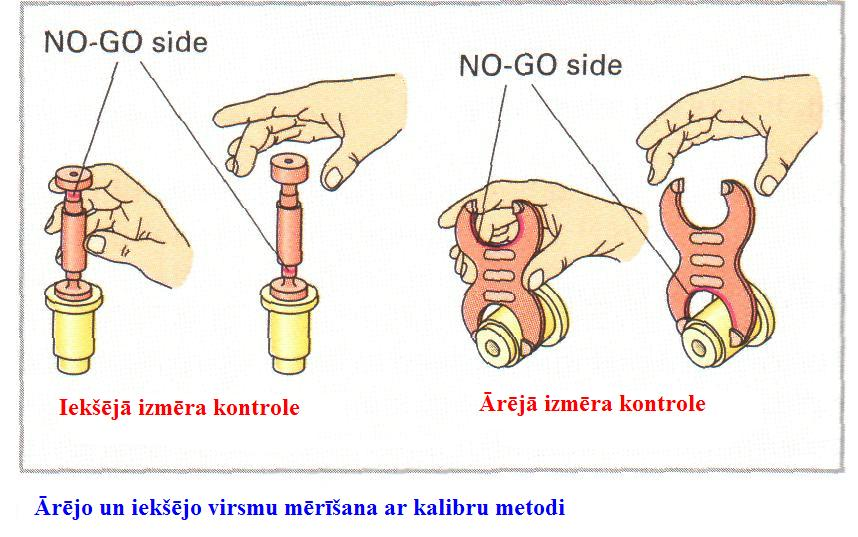 NO-GO side
NO-GO side
Iekšējā izmēra kontrole
Ārējā izmēra kontrole
Ārējo un iekšējo virsmu mērīšana ar kalibru metodi